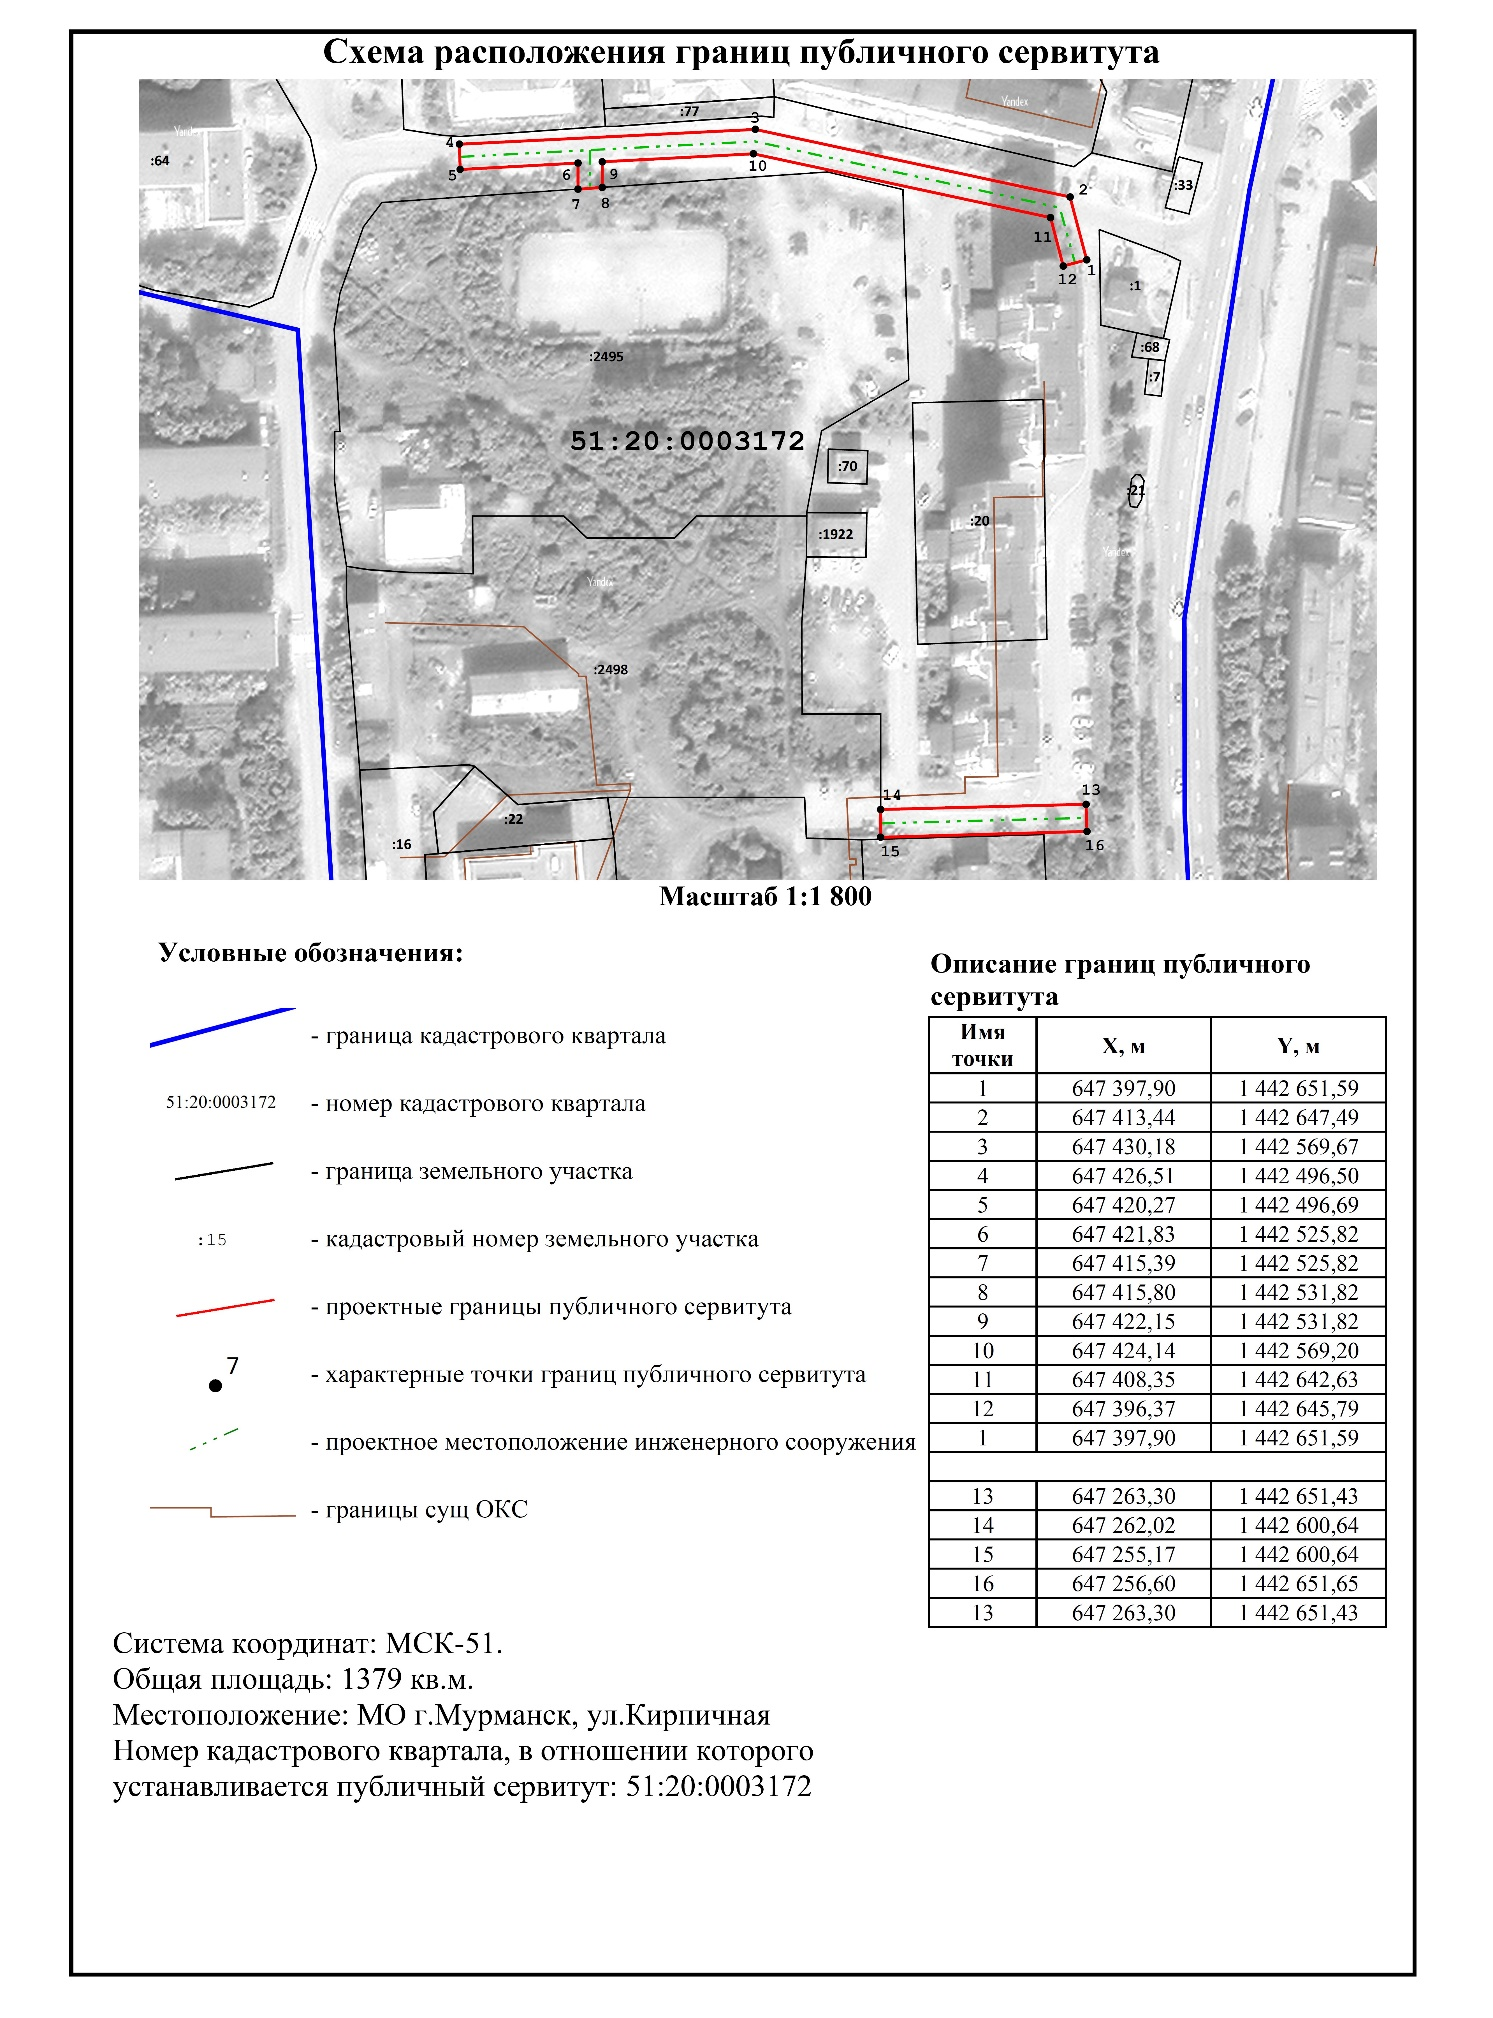 Схема расположения границ публичного сервитута
Yandex
:77
3
Yandex
4
:64
5
6
9
10
:33
7
8
2
11
1
12
:1
:2495
:68
:7
51:20:0003172
:70
:21
:20
:1922
Yandex
Yandex
:2498
14
13
:22
:16
15
16
Масштаб 1:1 800
Условные обозначения:
- граница кадастрового квартала
51:20:0003172 - номер кадастрового квартала
- граница земельного участка
:15 - кадастровый номер земельного участка
- проектные границы публичного сервитута
7
- характерные точки границ публичного сервитута
- проектное местоположение инженерного сооружения
- границы сущ ОКС
Описание границ публичного
сервитута
Имя точки X, м Y, м
1 647 397,90 1 442 651,59
2 647 413,44 1 442 647,49
3 647 430,18 1 442 569,67
4 647 426,51 1 442 496,50
5 647 420,27 1 442 496,69
6 647 421,83 1 442 525,82
7 647 415,39 1 442 525,82
8 647 415,80 1 442 531,82
9 647 422,15 1 442 531,82
10 647 424,14 1 442 569,20
11 647 408,35 1 442 642,63
12 647 396,37 1 442 645,79
1 647 397,90 1 442 651,59
13 647 263,30 1 442 651,43
14 647 262,02 1 442 600,64
15 647 255,17 1 442 600,64
16 647 256,60 1 442 651,65
13 647 263,30 1 442 651,43
Система координат: МСК-51.
Общая площадь: 1379 кв.м.
Местоположение: МО г.Мурманск, ул.Кирпичная
Номер кадастрового квартала, в отношении которого
устанавливается публичный сервитут: 51:20:0003172